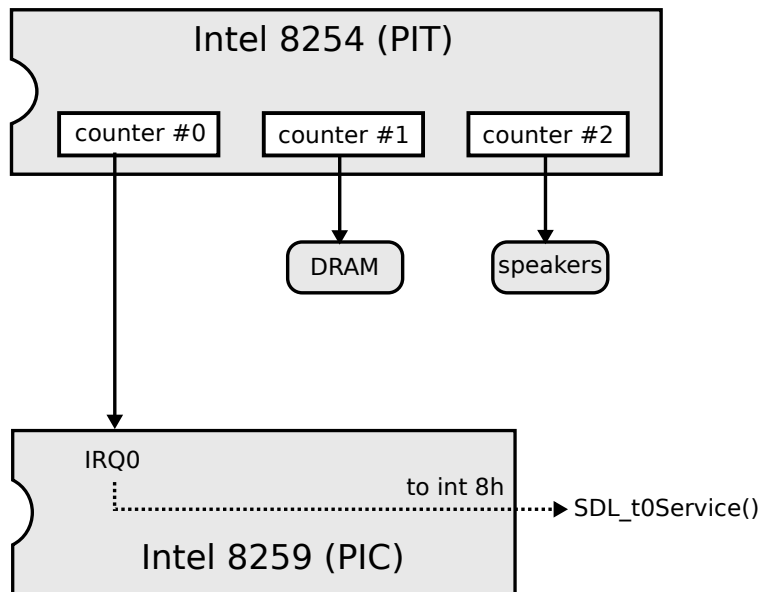 Intel 8254 (PIT)
counter #0
counter #1
counter #2
DRAM
speakers
IRQ0
to int 8h
SDL_t0Service()
Intel 8259 (PIC)